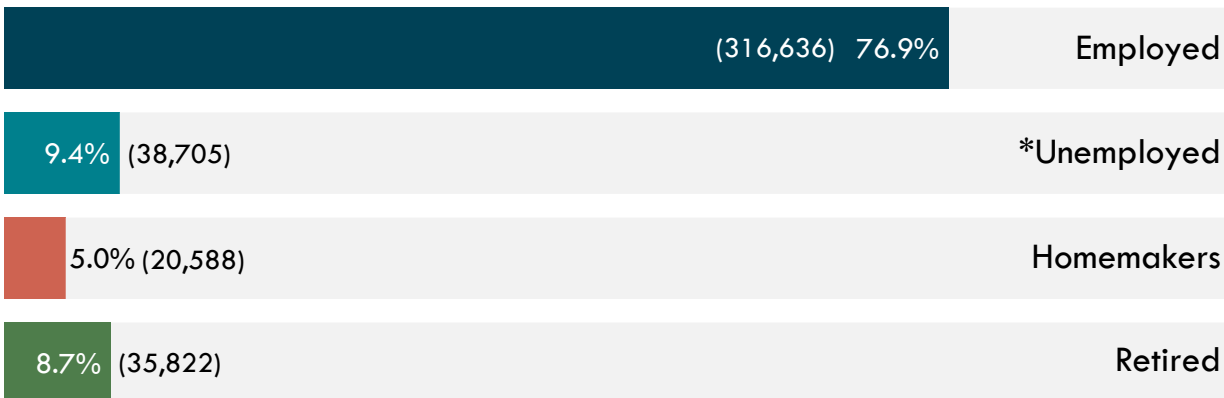 (316,636) 76.9% Employed
9.4% (38,705) *Unemployed
5.0% (20,588) Homemakers
8.7% (35,822) Retired